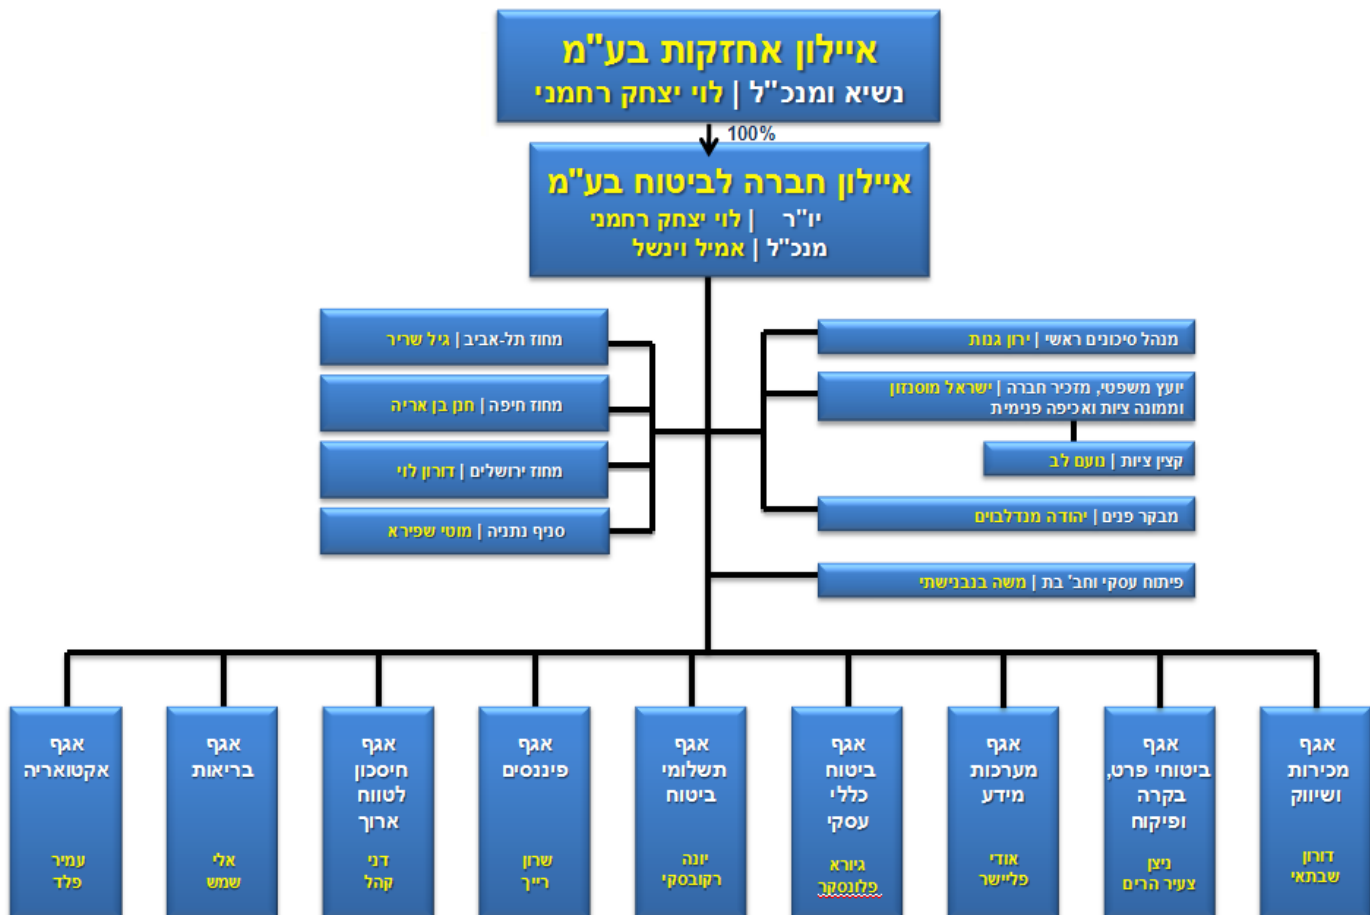 איילון אחזקות בע"מ
נשיא ומנכ"ל | לוי יצחק רחמני
100%
איילון חברה לביטוח בע"מ
יו"ר | לוי יצחק רחמני
מנכ"ל | אמיל וינשל
מנהל סיכונים ראשי | ירון גנות
יועץ משפטי, מזכיר חברה | ישראל מוסנזון
וממונה ציות ואכיפה פנימית
קצין ציות | נועם לב
מבקר פנים | יהודה מנדלבוים
פיתוח עסקי וחב' בת | משה בנבנישתי
מחוז תל-אביב | גיל שריר
מחוז חיפה | חנן בן אריה
מחוז ירושלים | דורון לוי
סניף נתניה | מוטי שפירא
אגף
מכירות
ושיווק
דורון
שבתאי
אגף
ביטוחי פרט,
בקרה
ופיקוח
ניצן
צעיר הרים
אגף
מערכות
מידע
אודי
פליישר
אגף
ביטוח
כללי
עסקי
גיורא
פלונסקר
אגף
תשלומי
ביטוח
יונה
רקובסקי
אגף
פיננסים
שרון
רייך
אגף
חיסכון
לטווח
ארוך
דני
קהל
אגף
בריאות
אלי
שמש
אגף
אקטואריה
עמיר
פלד